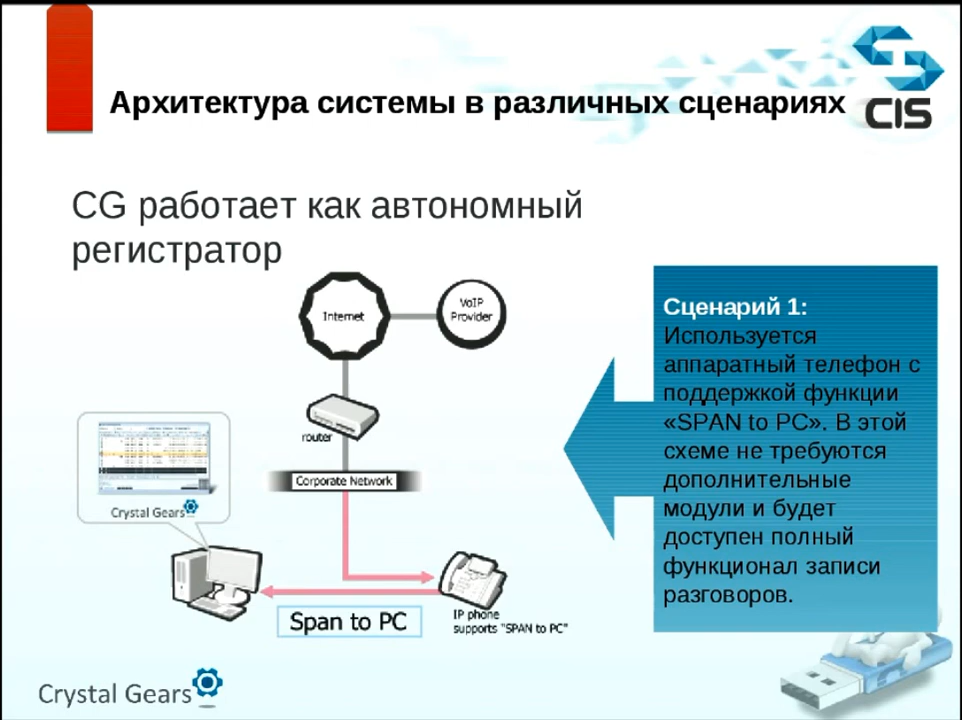 Архитектура системы в различных сценариях
CIS
CG работает как автономный
регистратор
Internet
VoIP
Provider
router
Corporate Network
Crystal Gears
Span to PC
IP phone
supports "SPAN to PC"
Сценарий 1:
Используется
аппаратный телефон с
поддержкой функции
«SPAN to PC». В этой
схеме не требуются
дополнительные
модули и будет
доступен полный
функционал записи
разговоров.
Crystal Gears